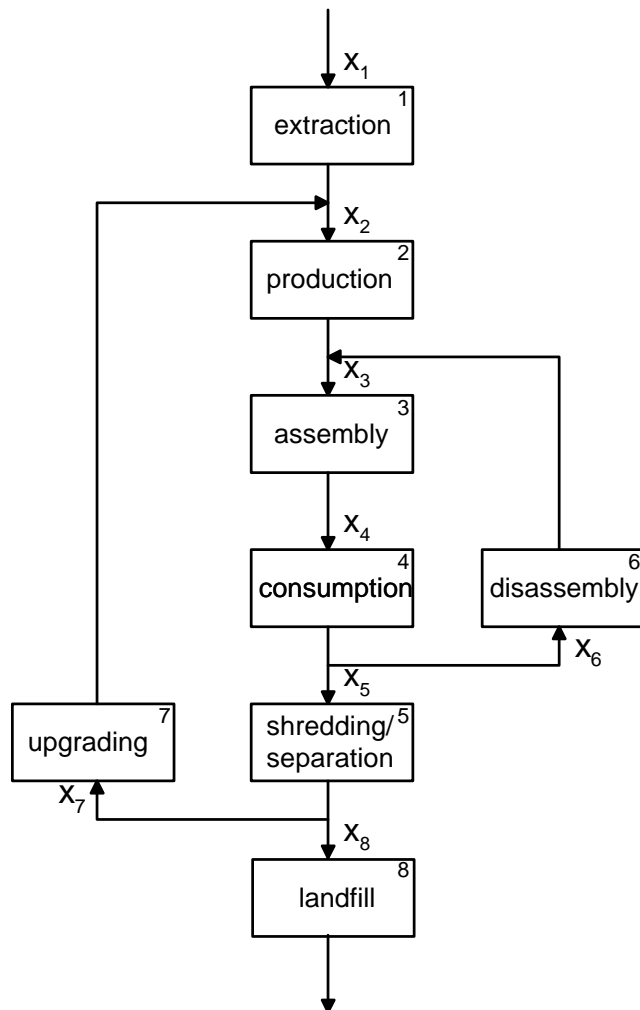 x₁
1
extraction
x₂
2
production
x₃
3
assembly
x₄
4
consumption
6
disassembly
x₆
x₅
5
shredding/
separation
7
upgrading
x₇
x₈
8
landfill